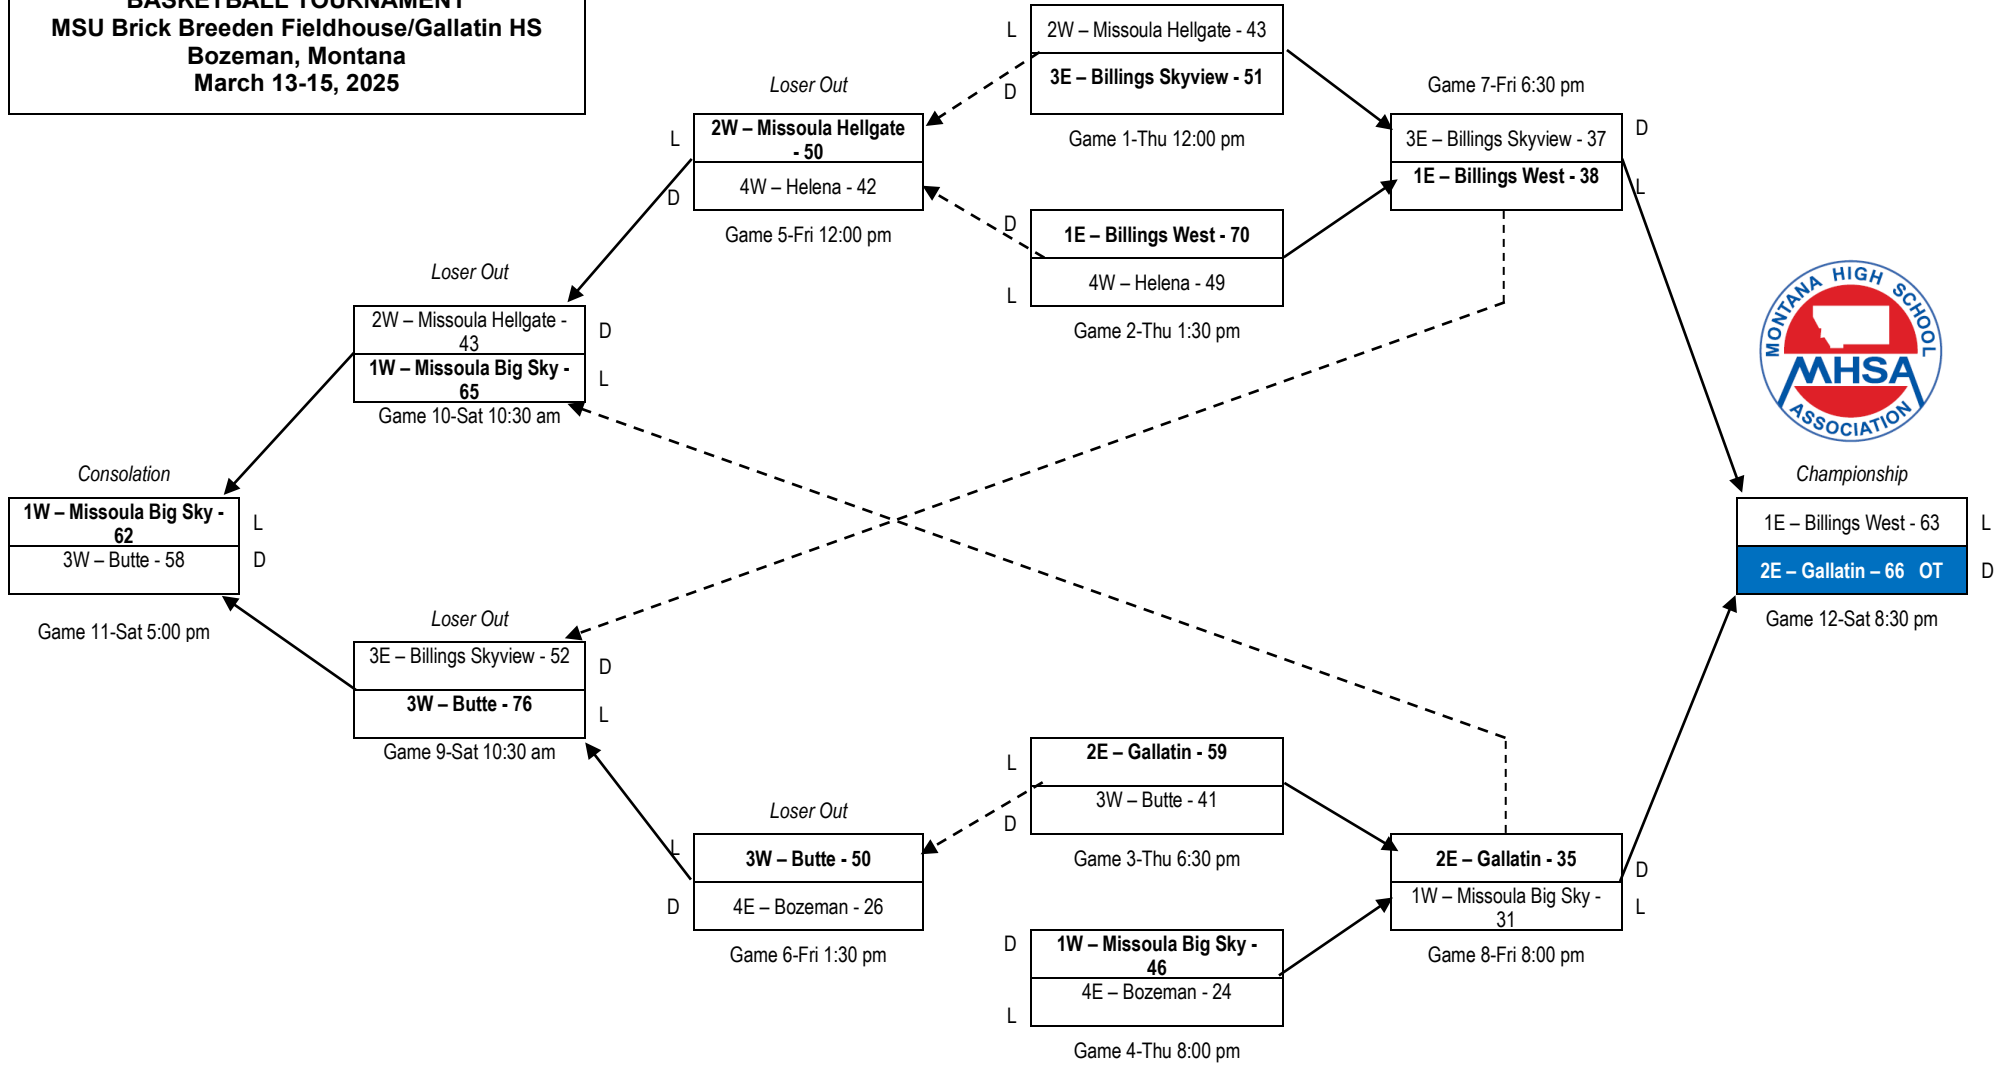 BASKETBALL TOURNAMENT
MSU Brick Breeden Fieldhouse/Gallatin HS
Bozeman, Montana
March 13-15, 2025
L
2W – Missoula Hellgate - 43
D
3E – Billings Skyview - 51
Game 1-Thu 12:00 pm
Loser Out
L
2W – Missoula Hellgate
- 50
D
4W – Helena - 42
Game 5-Fri 12:00 pm
Game 7-Fri 6:30 pm
3E – Billings Skyview - 37
D
1E – Billings West - 38
L
D
1E – Billings West - 70
L
4W – Helena - 49
Game 2-Thu 1:30 pm
Loser Out
2W – Missoula Hellgate -
43
D
1W – Missoula Big Sky -
65
L
Game 10-Sat 10:30 am
MONTANA HIGH SCHOOL
MHSA
ASSOCIATION
Consolation
1W – Missoula Big Sky -
62
L
3W – Butte - 58
D
Game 11-Sat 5:00 pm
Championship
1E – Billings West - 63
L
2E – Gallatin – 66 OT
D
Game 12-Sat 8:30 pm
Loser Out
3E – Billings Skyview - 52
D
3W – Butte - 76
L
Game 9-Sat 10:30 am
L
2E – Gallatin - 59
D
3W – Butte - 41
Game 3-Thu 6:30 pm
Loser Out
L
3W – Butte - 50
D
4E – Bozeman - 26
Game 6-Fri 1:30 pm
2E – Gallatin - 35
D
1W – Missoula Big Sky -
31
L
Game 8-Fri 8:00 pm
D
1W – Missoula Big Sky -
46
4E – Bozeman - 24
L
Game 4-Thu 8:00 pm